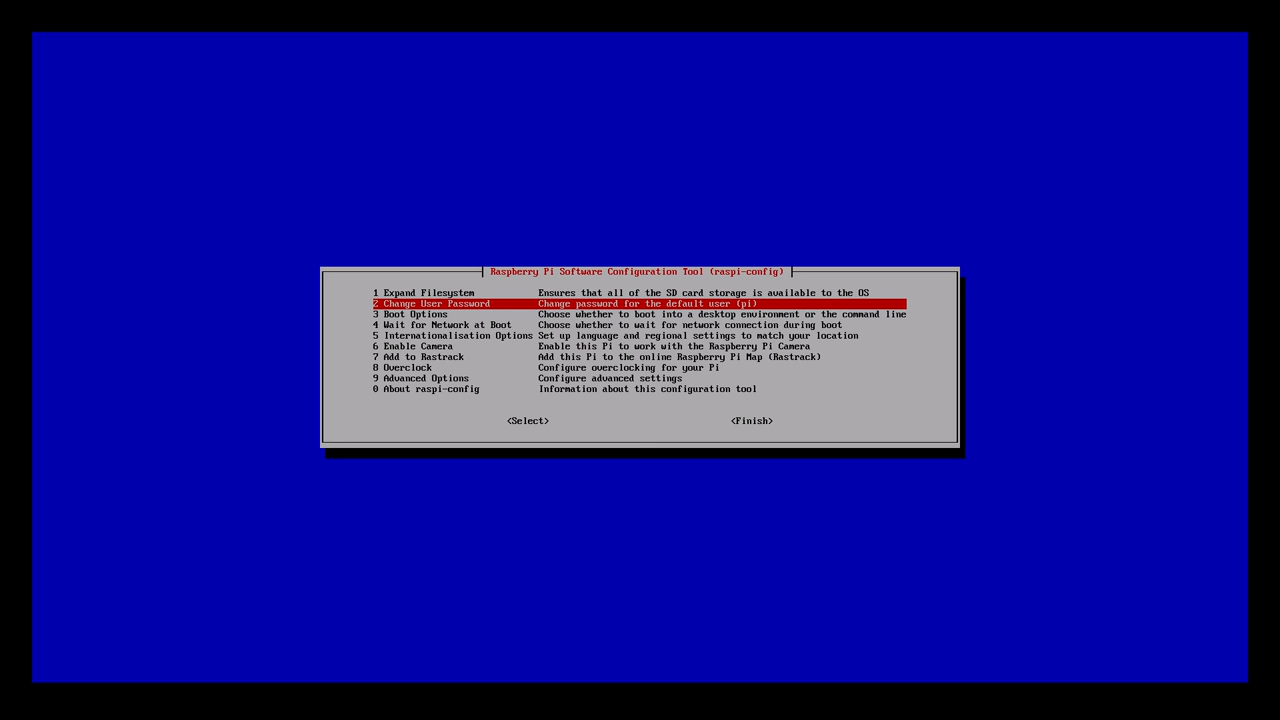 Raspberry Pi Software Configuration Tool (raspi-config)
1 Expand Filesystem Ensures that all of the SD card storage is available to the OS
2 Change User Password Change password for the default user (pi)
3 Boot Options Choose whether to boot into a desktop environment or the command line
4 Wait for Network at Boot Choose whether to wait for network connection during boot
5 Internationalisation Options Set up language and regional settings to match your location
6 Enable Camera Enable this Pi to work with the Raspberry Pi Camera
7 Add to Rastrack Add this Pi to the online Raspberry Pi Map (Rastrack)
8 Overclock Configure overclocking for your Pi
9 Advanced Options Configure advanced settings
0 About raspi-config Information about this configuration tool
<Select> <Finish>